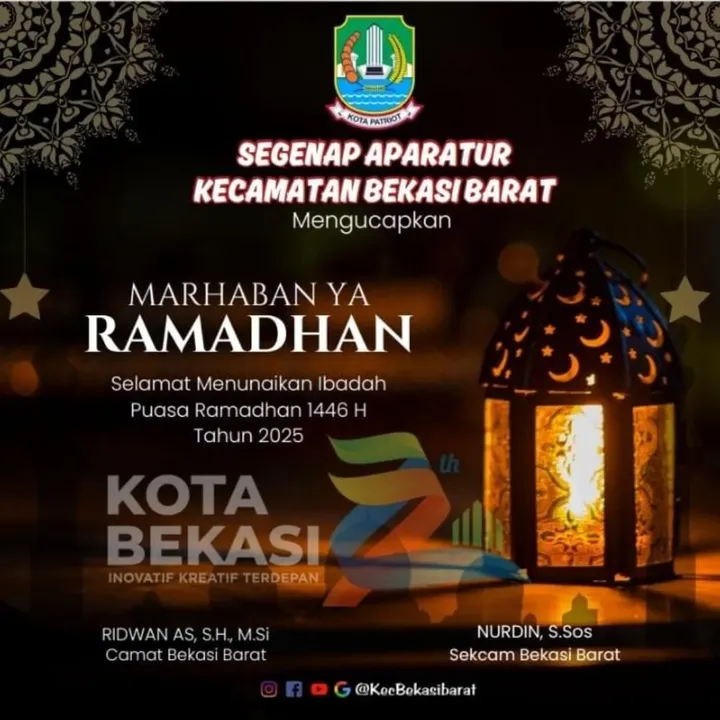 KOTA PATRIOT
SEGENAP APARATUR
KECAMATAN BEKASI BARAT
Mengucapkan
MARHABAN YA
RAMADHAN
Selamat Menunaikan Ibadah
Puasa Ramadhan 1446 H
Tahun 2025
th
KOTA
BEKASI
INOVATIF KREATIF TERDEPAN
RIDWAN AS, S.H., M.Si
Camat Bekasi Barat
NURDIN, S.Sos
Sekcam Bekasi Barat
@KecBekasibarat